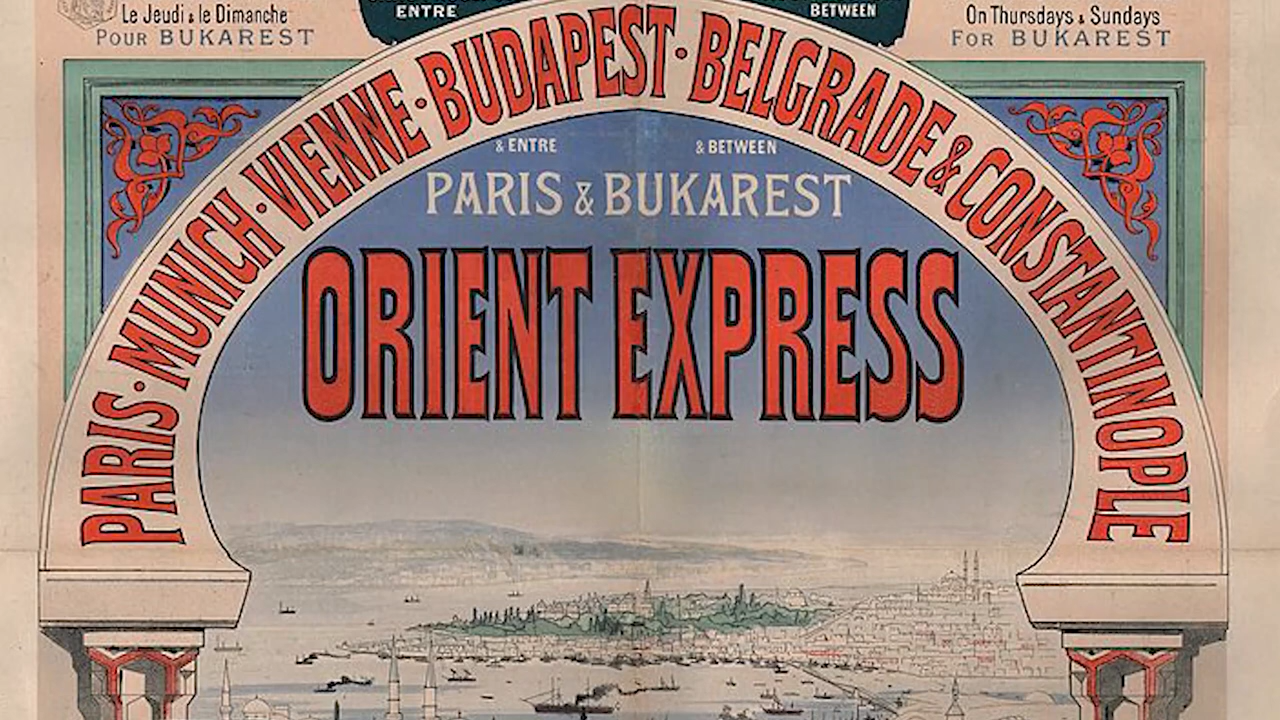 Le Jeudi & le Dimanche
POUR BUKAREST
ENTRE
BETWEEN
On Thursdays & Sundays
FOR BUKAREST
PARIS · MUNICH · VIENNE · BUDAPEST · BELGRADE & CONSTANTINOPLE
& ENTRE
& BETWEEN
PARIS & BUKAREST
ORIENT EXPRESS